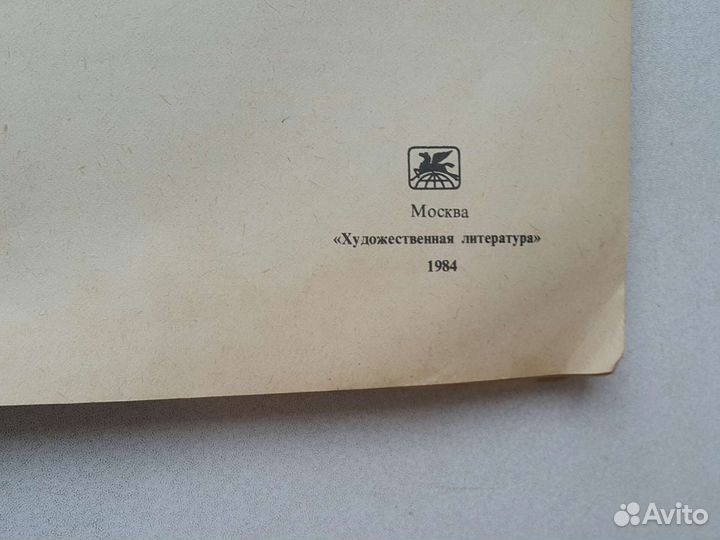 Москва
«Художественная литература»
1984
Avito